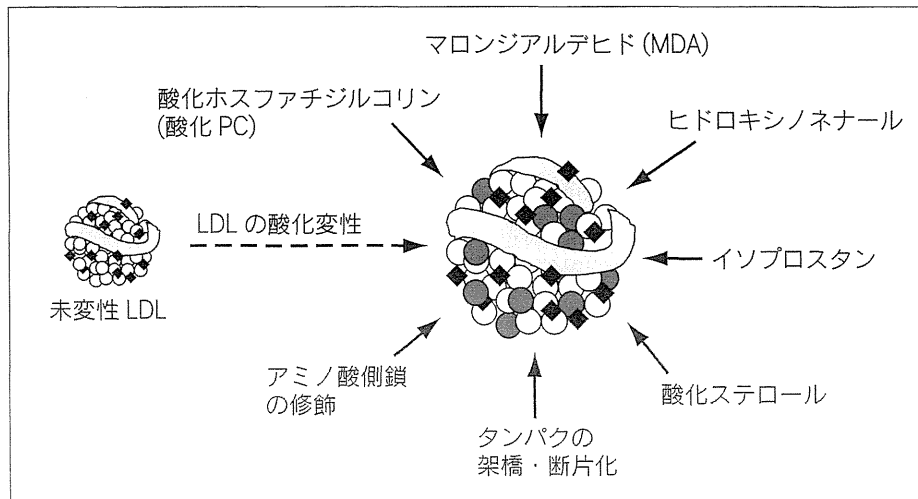 マロンジアルデヒド(MDA)
酸化ホスファチジルコリン
(酸化 PC)
ヒドロキシノネナール
LDL の酸化変性
イソプロスタン
未変性 LDL
アミノ酸側鎖
の修飾
酸化ステロール
タンパクの
架橋・断片化